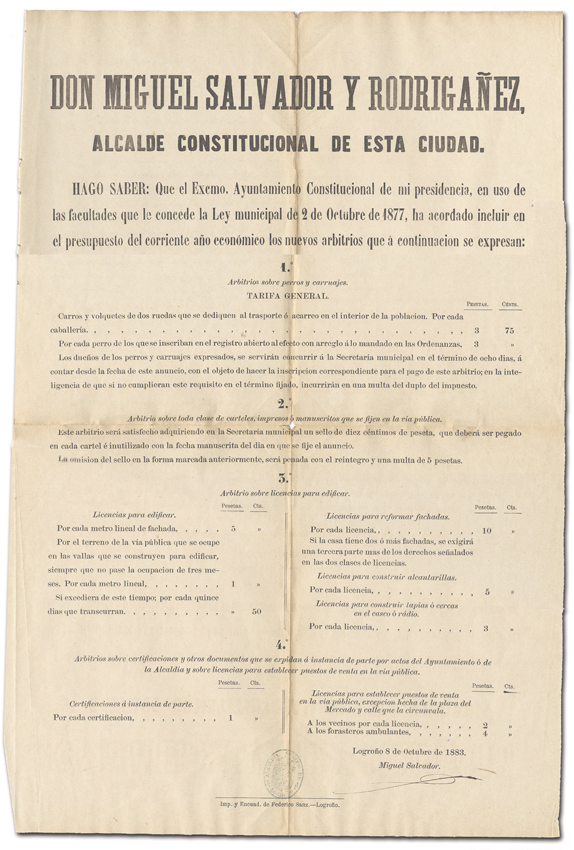 DON MIGUEL SALVADOR Y RODRIGAÑEZ,
ALCALDE CONSTITUCIONAL DE ESTA CIUDAD.
HAGO SABER: Que el Excmo. Ayuntamiento Constitucional de mi presidencia, en uso de
las facultades que le concede la Ley municipal de 2 de Octubre de 1877, ha acordado incluir en
el presupuesto del corriente año económico los nuevos arbitrios que á continuacion se expresan:
1.º
Arbitrios sobre perros y carruajes.
TARIFA GENERAL.
PESETAS. CÉNTS.
Carros y volquetes de dos ruedas que se dediquen al trasporte ó acarreo en el interior de la poblacion. Por cada
caballería. . . . . . . . . . . . . . . . . . . . . . . . . 3 75
Por cada perro de los que se inscriban en el registro abierto al efecto con arreglo á lo mandado en las Ordenanzas. 3 »
Los dueños de los perros y carruajes expresados, se servirán concurrir á la Secretaría municipal en el término de ocho dias, á
contar desde la fecha de este anuncio, con el objeto de hacer la inscripcion correspondiente para el pago de este arbitrio; en la inte-
ligencia de que si no cumplieran este requisito en el término fijado, incurrirán en una multa del duplo del impuesto.
2.º
Arbitrio sobre toda clase de carteles, impresos ó manuscritos que se fijen en la via pública.
Este arbitrio será satisfecho adquiriendo en la Secretaría municipal un sello de diez céntimos de peseta, que deberá ser pegado
en cada cartel é inutilizado con la fecha manuscrita del dia en que se fije el anuncio.
La omision del sello en la forma marcada anteriormente, será penada con el reintegro y una multa de 5 pesetas.
3.º
Arbitrio sobre licencias para edificar.
Pesetas. Cts.
Licencias para edificar.
Por cada metro lineal de fachada, . . . . 5 »
Por el terreno de la via pública que se ocupe
en las vallas que se construyen para edificar,
siempre que no pase la ocupacion de tres me-
ses. Por cada metro lineal, . . . . . . 1 »
Si excediera de este tiempo; por cada quince
dias que transcurran. . . . . . . . . » 50
Pesetas. Cts.
Licencias para reformar fachadas.
Por cada licencia, . . . . . . . . . 10 »
Si la casa tiene dos ó más fachadas, se exigirá
una tercera parte mas de los derechos señalados
en las dos clases de licencias.
Licencias para construir alcantarillas.
Por cada licencia, . . . . . . . . . 5 »
Licencias para construir tapias ó cercas
en el casco ó rádio.
Por cada licencia, . . . . . . . . . 3 »
4.º
Arbitrios sobre certificaciones y otros documentos que se expidan á instancia de parte por actos del Ayuntamiento ó de
la Alcaldía y sobre licencias para establecer puestos de venta en la via pública.
Pesetas. Cts.
Certificaciones á instancia de parte.
Por cada certificacion, . . . . . . . 1 »
Pesetas. Cts.
Licencias para establecer puestos de venta
en la via pública, excepcion hecha de la plaza del
Mercado y calle que la circunvala.
A los vecinos por cada licencia, . . . . . 2 »
A los forasteros ambulantes, . . . . . 4 »
Logroño 8 de Octubre de 1883.
Miguel Salvador.
Imp. y Encuad. de Federico Sanz.—Logroño.